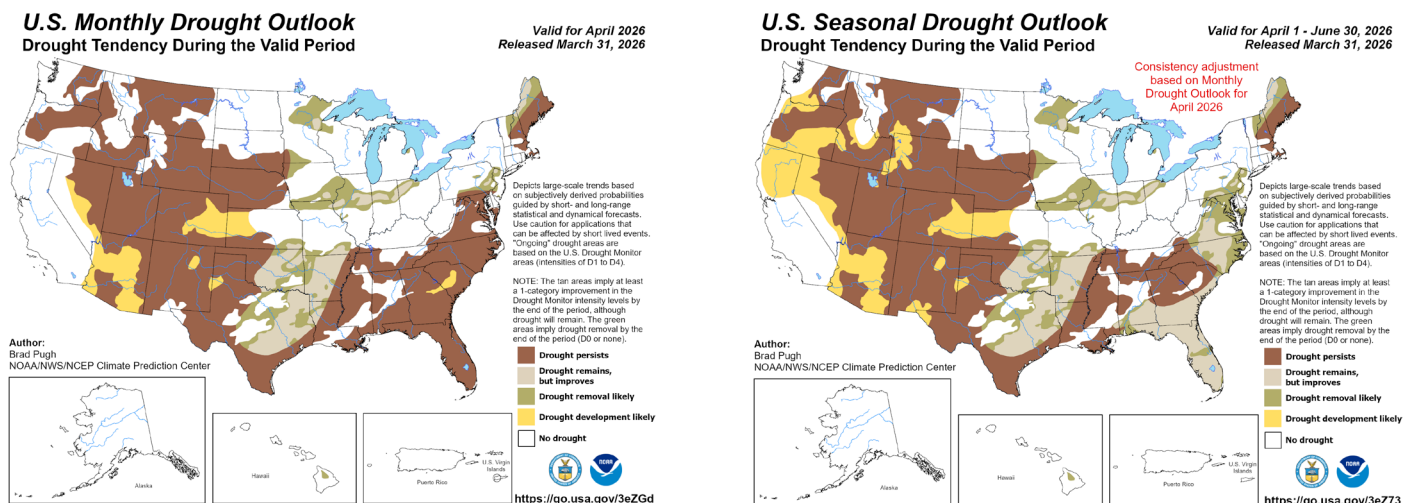 U.S. Monthly Drought Outlook
Drought Tendency During the Valid Period
Valid for April 2026
Released March 31, 2026
Depicts large-scale trends based
on subjectively derived probabilities
guided by short- and long-range
statistical and dynamical forecasts.
Use caution for applications that
can be affected by short lived events.
"Ongoing" drought areas are
based on the U.S. Drought Monitor
areas (intensities of D1 to D4).
NOTE: The tan areas imply at least
a 1-category improvement in the
Drought Monitor intensity levels by
the end of the period, although
drought will remain. The green
areas imply drought removal by the
end of the period (D0 or none).
Author:
Brad Pugh
NOAA/NWS/NCEP Climate Prediction Center
Drought persists
Drought remains,
but improves
Drought removal likely
Drought development likely
No drought
Alaska
Hawaii
Puerto Rico
U.S. Virgin
Islands
NOAA
https://go.usa.gov/3eZGd
U.S. Seasonal Drought Outlook
Drought Tendency During the Valid Period
Valid for April 1 - June 30, 2026
Released March 31, 2026
Consistency adjustment
based on Monthly
Drought Outlook for
April 2026
Depicts large-scale trends based
on subjectively derived probabilities
guided by short- and long-range
statistical and dynamical forecasts.
Use caution for applications that
can be affected by short lived events.
"Ongoing" drought areas are
based on the U.S. Drought Monitor
areas (intensities of D1 to D4).
NOTE: The tan areas imply at least
a 1-category improvement in the
Drought Monitor intensity levels by
the end of the period, although
drought will remain. The green
areas imply drought removal by the
end of the period (D0 or none).
Author:
Brad Pugh
NOAA/NWS/NCEP Climate Prediction Center
Drought persists
Drought remains,
but improves
Drought removal likely
Drought development likely
No drought
Alaska
Hawaii
Puerto Rico
U.S. Virgin
Islands
NOAA
https://go.usa.gov/3eZ73